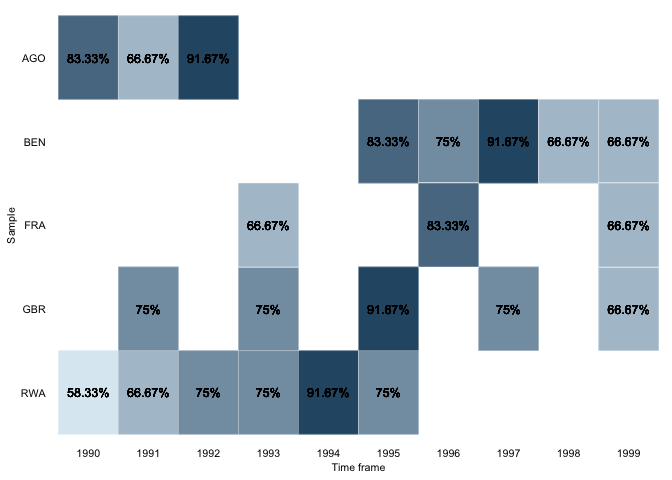 AGO 83.33% 66.67% 91.67%
BEN 83.33% 75% 91.67% 66.67% 66.67%
Sample
FRA 66.67% 83.33% 66.67%
GBR 75% 75% 91.67% 75% 66.67%
RWA 58.33% 66.67% 75% 75% 91.67% 75%
1990 1991 1992 1993 1994 1995 1996 1997 1998 1999
Time frame